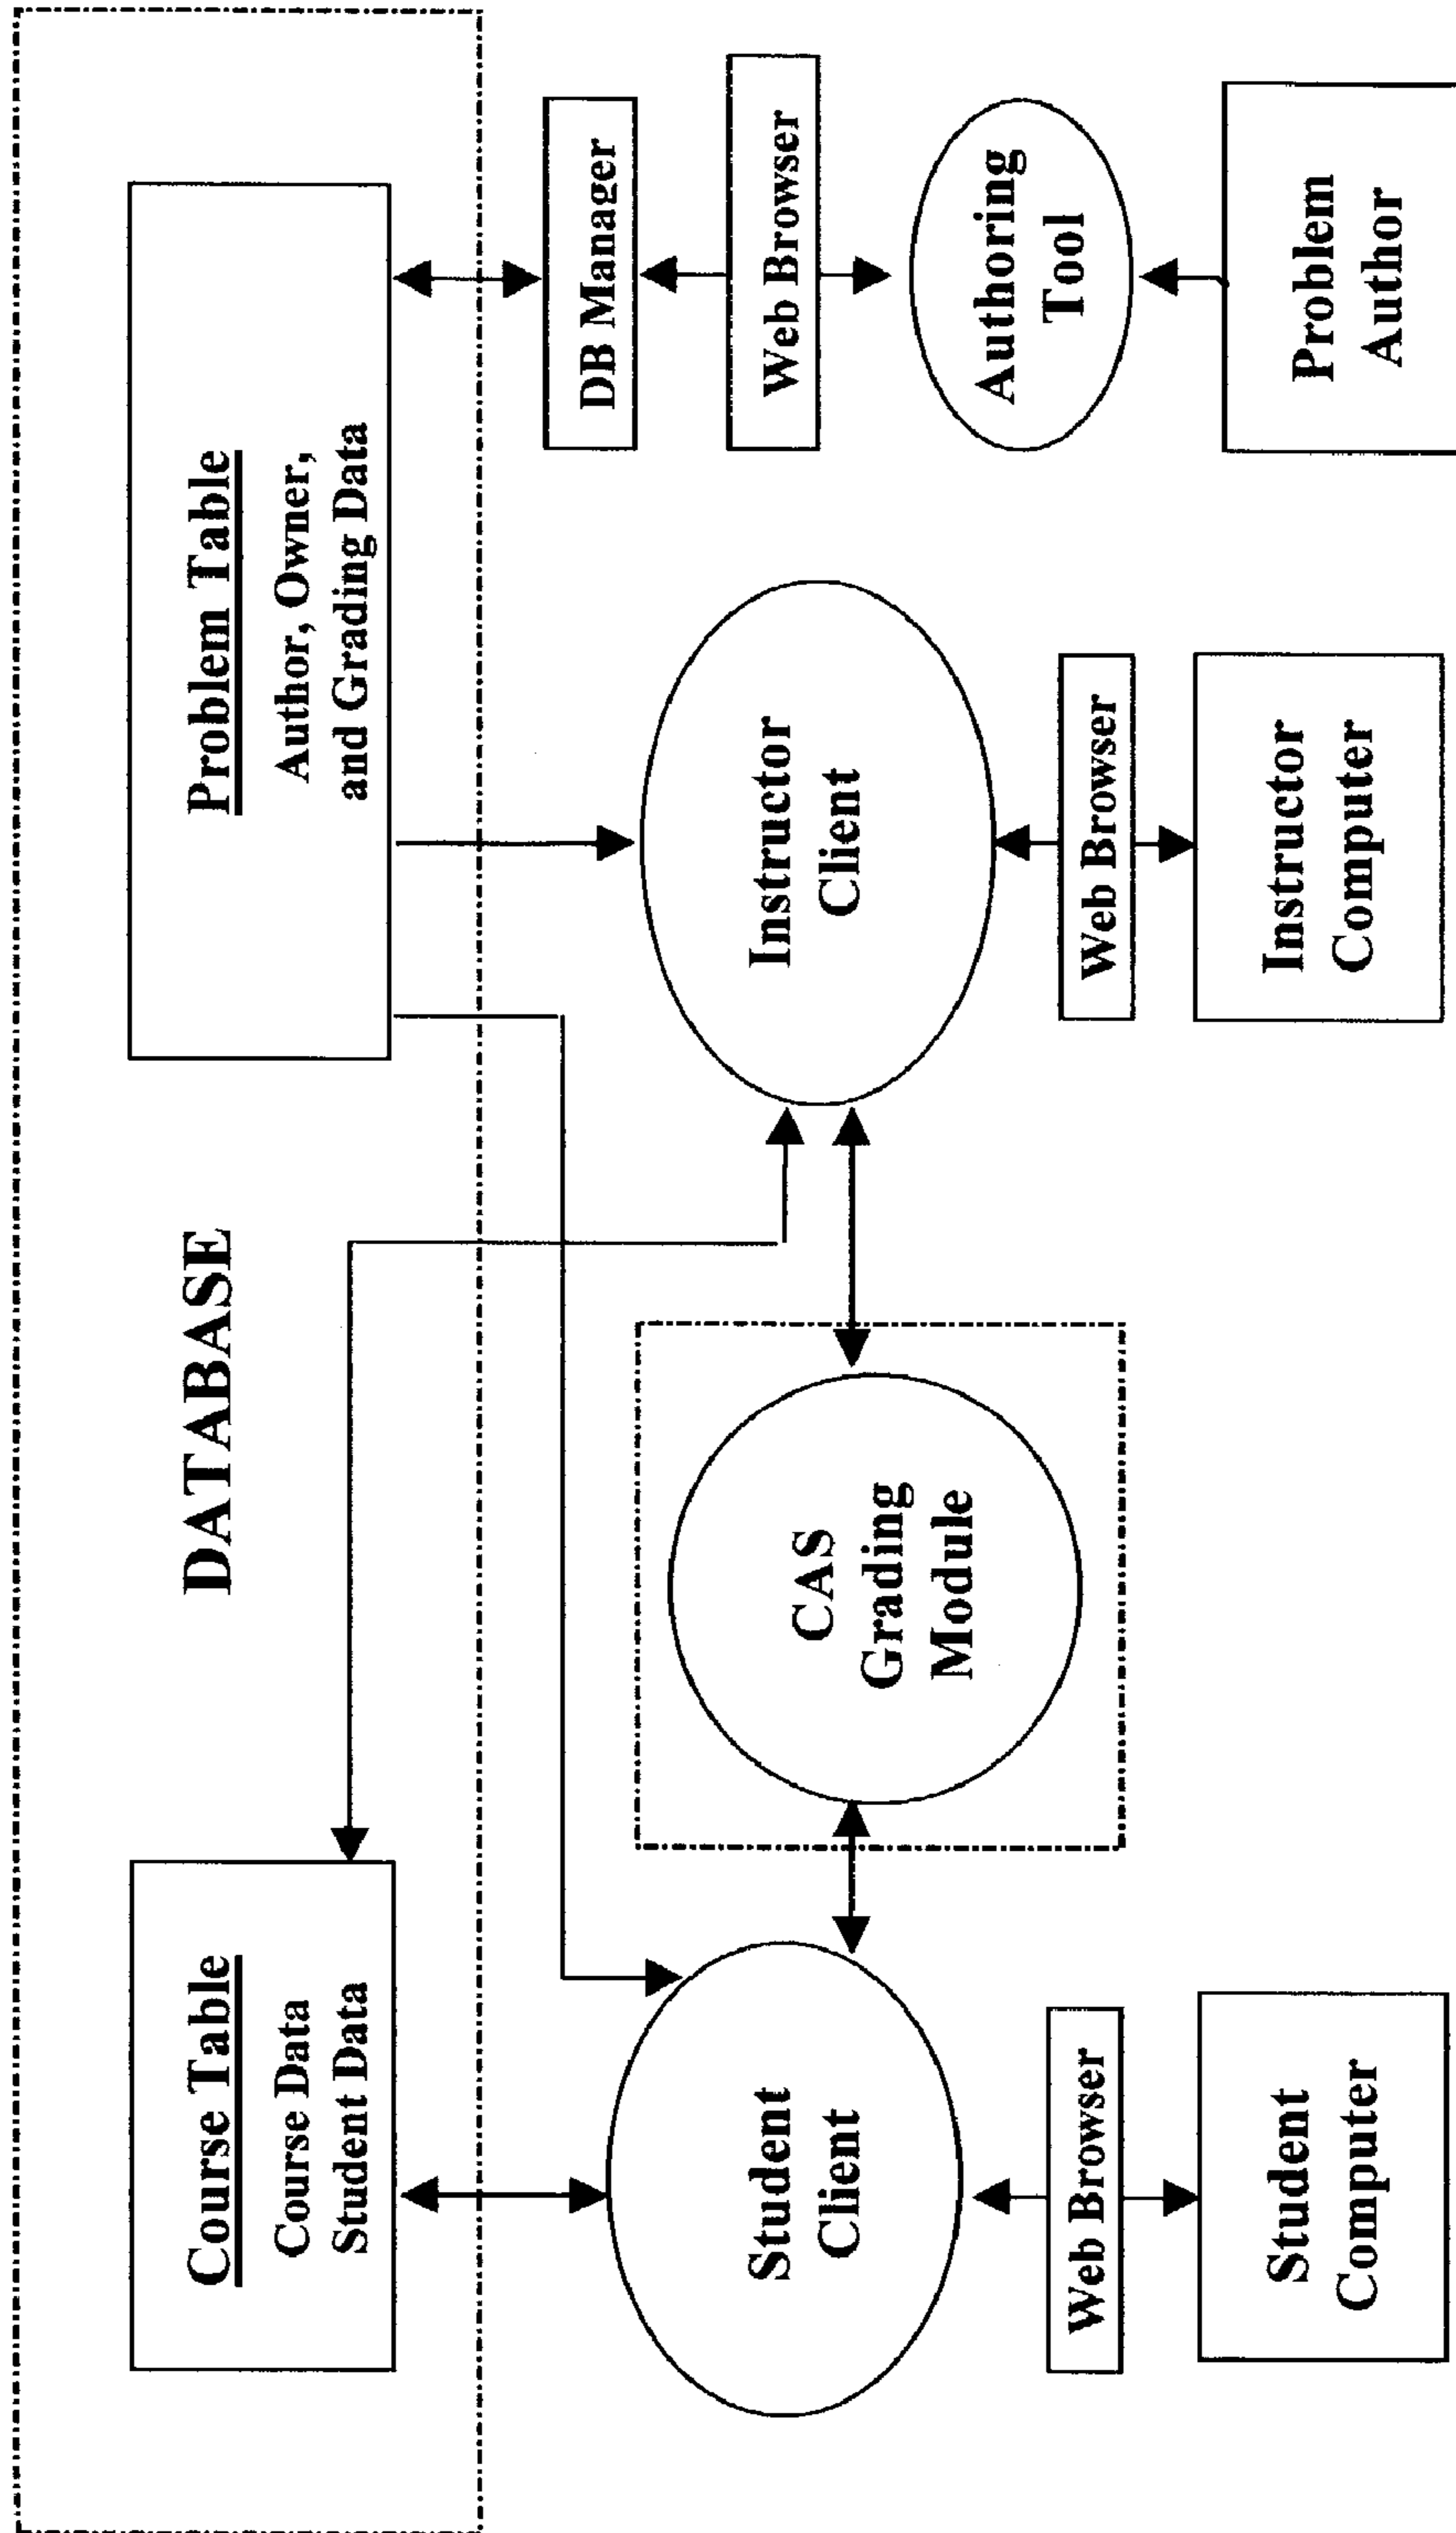 DATABASE
Course Table
Course Data
Student Data
Problem Table
Author, Owner,
and Grading Data
DB Manager
Web Browser
Authoring
Tool
Problem
Author
Student
Client
CAS
Grading
Module
Instructor
Client
Web Browser
Student
Computer
Web Browser
Instructor
Computer